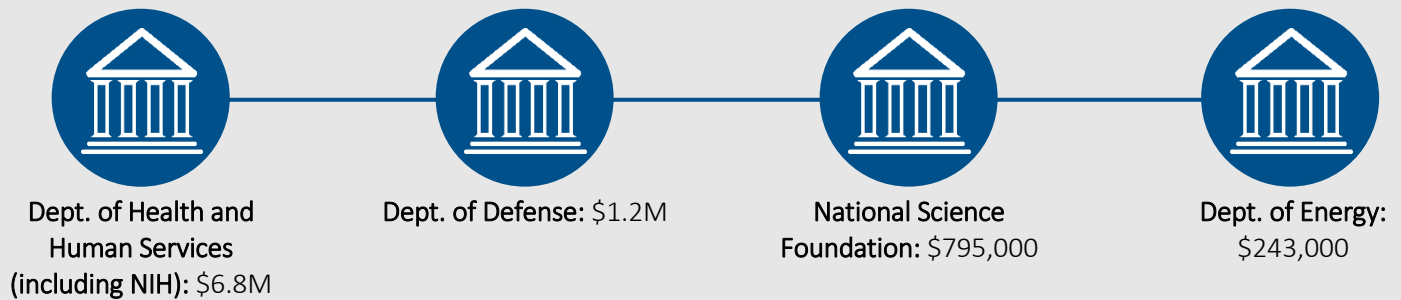 Dept. of Health and
Human Services
(including NIH): $6.8M
Dept. of Defense: $1.2M
National Science
Foundation: $795,000
Dept. of Energy:
$243,000